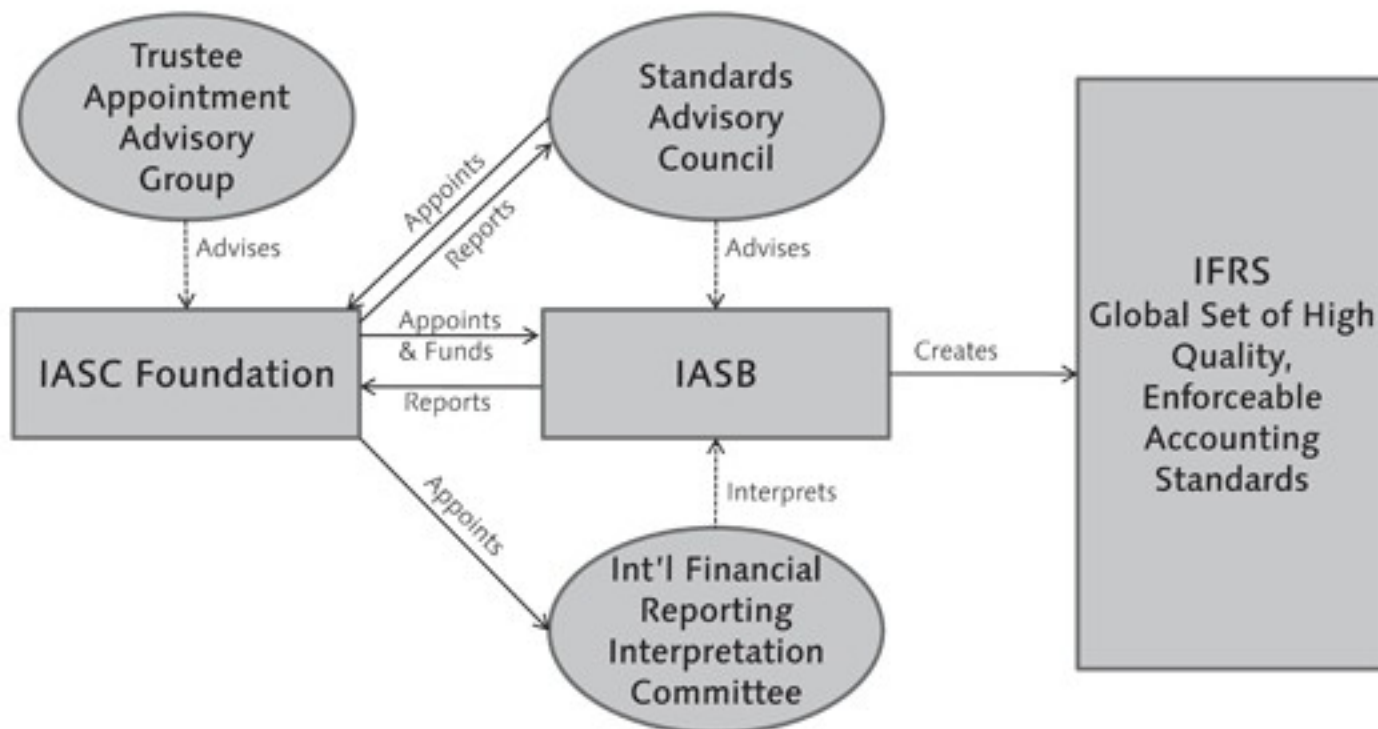 Trustee
Appointment
Advisory
Group
Standards
Advisory
Council
Appoints
Reports
Advises
Advises
IASC Foundation
Appoints
& Funds
Reports
IASB
Creates
IFRS
Global Set of High
Quality,
Enforceable
Accounting
Standards
Appoints
Interprets
Int'l Financial
Reporting
Interpretation
Committee